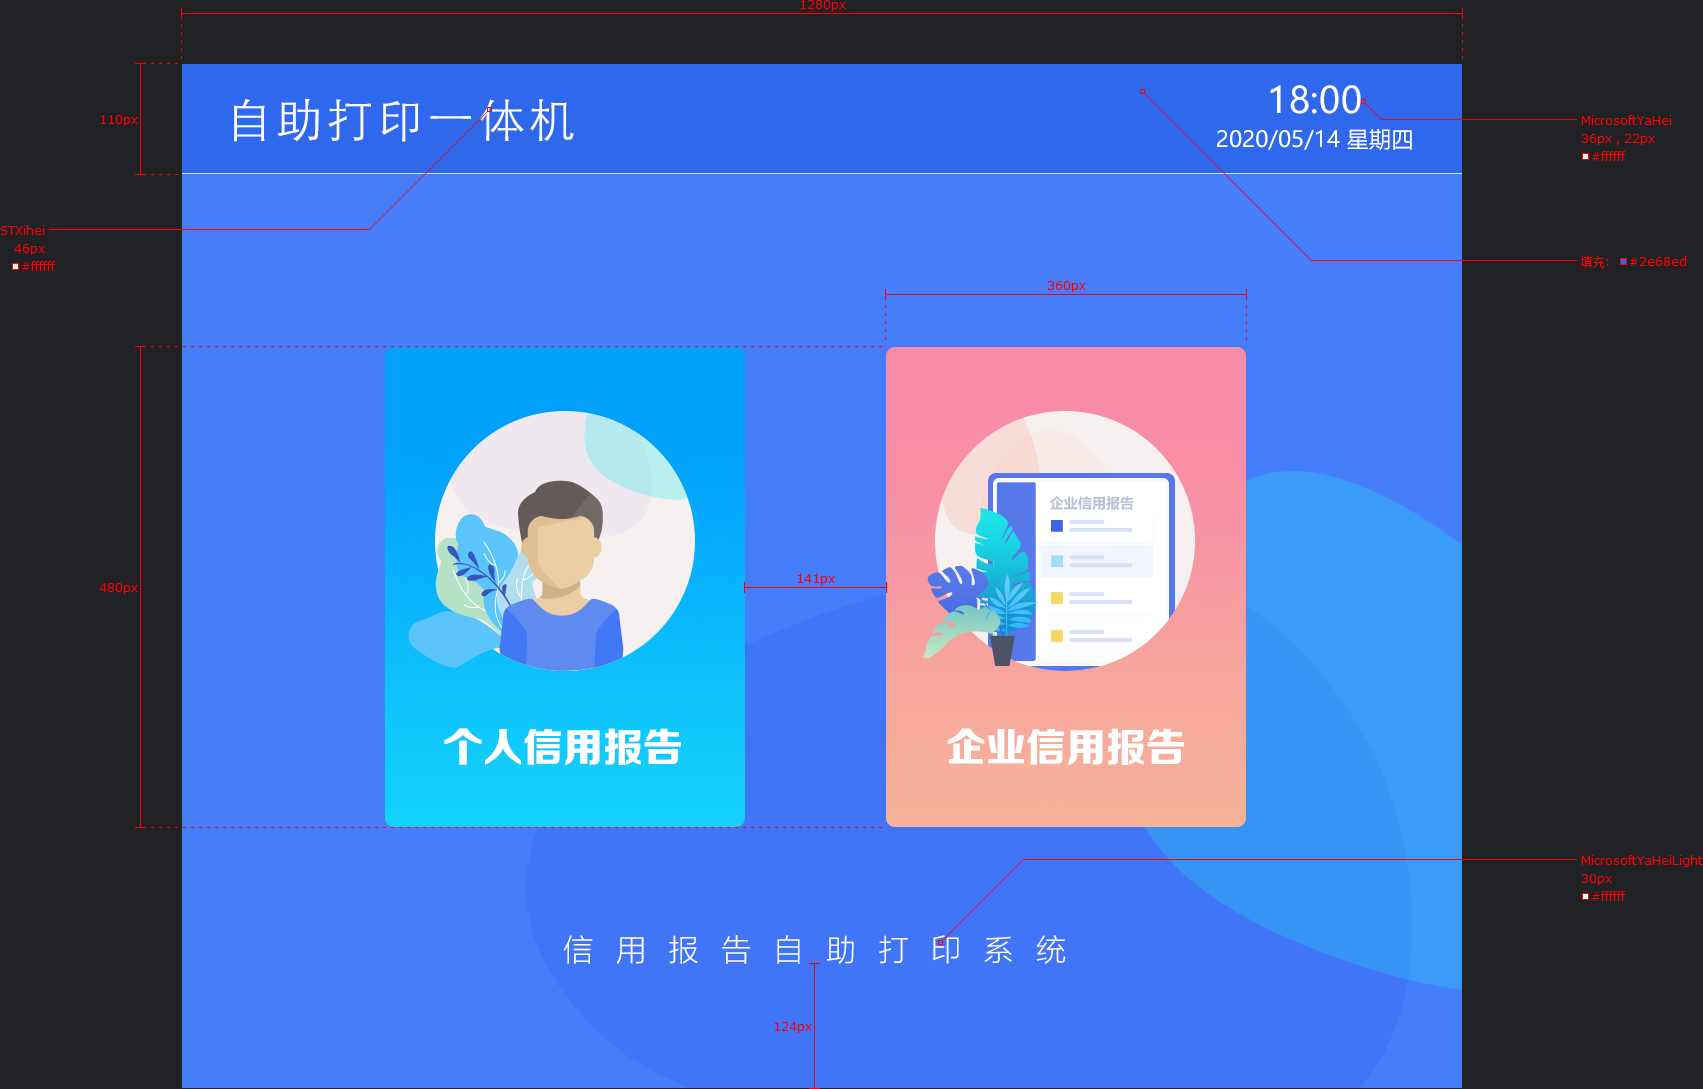 1280px
自助打印一体机
18:00
2020/05/14 星期四
110px
MicrosoftYaHei
36px , 22px
#ffffff
STXihei
46px
#ffffff
填充: #2e68ed
360px
企业信用报告
480px
141px
个人信用报告
企业信用报告
MicrosoftYaHeiLight
30px
#ffffff
信用报告自助打印系统
124px